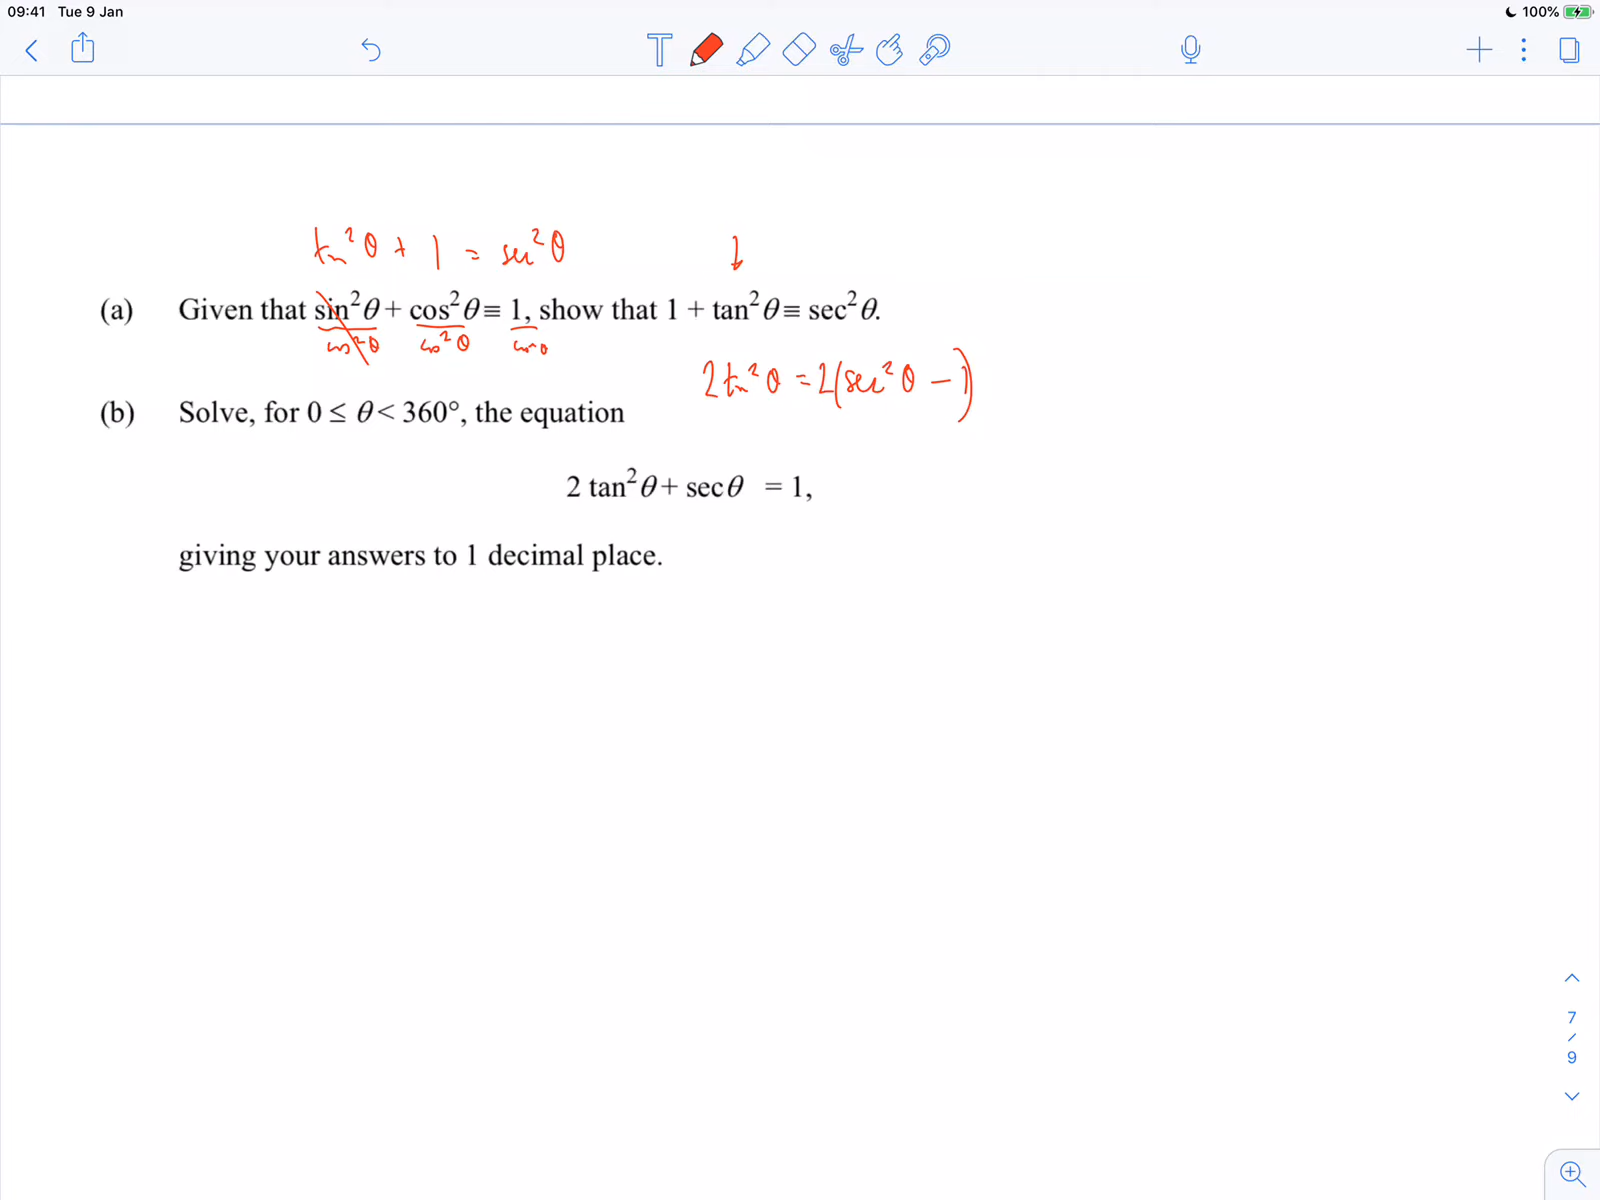 09:41 Tue 9 Jan
100%
tan²θ + 1 = sec²θ
(a) Given that sin²θ + cos²θ ≡ 1, show that 1 + tan²θ ≡ sec²θ.
cos²θ cos²θ cos²θ
2tan²θ = 2(sec²θ − 1)
(b) Solve, for 0 ≤ θ < 360°, the equation
2 tan²θ + secθ = 1,
giving your answers to 1 decimal place.
7
/
9